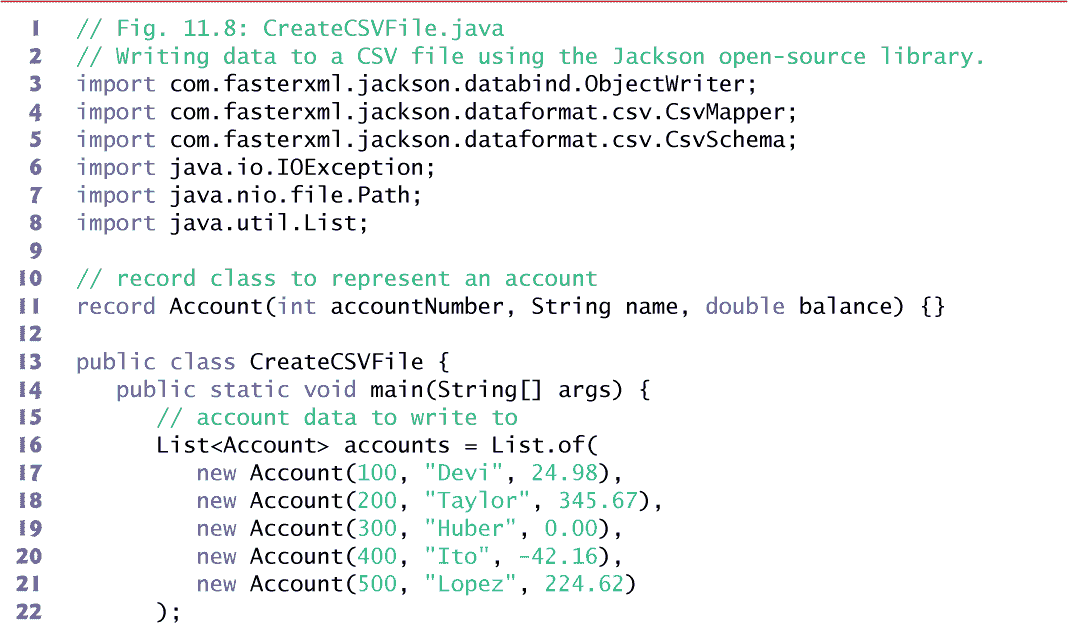 1 // Fig. 11.8: CreateCSVFile.java
2 // Writing data to a CSV file using the Jackson open-source library.
3 import com.fasterxml.jackson.databind.ObjectWriter;
4 import com.fasterxml.jackson.dataformat.csv.CsvMapper;
5 import com.fasterxml.jackson.dataformat.csv.CsvSchema;
6 import java.io.IOException;
7 import java.nio.file.Path;
8 import java.util.List;
9
10 // record class to represent an account
11 record Account(int accountNumber, String name, double balance) {}
12
13 public class CreateCSVFile {
14    public static void main(String[] args) {
15       // account data to write to
16       List<Account> accounts = List.of(
17          new Account(100, "Devi", 24.98),
18          new Account(200, "Taylor", 345.67),
19          new Account(300, "Huber", 0.00),
20          new Account(400, "Ito", -42.16),
21          new Account(500, "Lopez", 224.62)
22       );